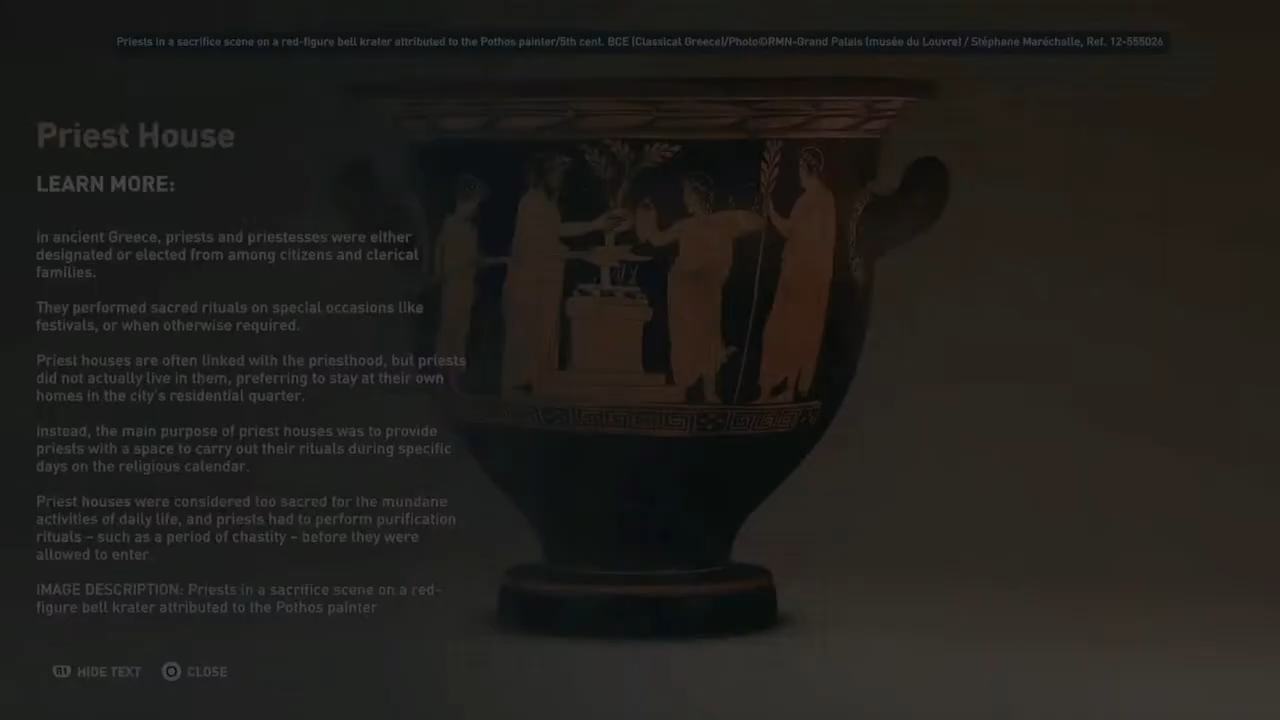 Priests in a sacrifice scene on a red-figure bell krater attributed to the Pothos painter/5th cent. BCE (Classical Greece)/Photo©RMN-Grand Palais (musée du Louvre) / Stéphane Maréchalle, Ref. 12-555026
Priest House
LEARN MORE:
In ancient Greece, priests and priestesses were either
designated or elected from among citizens and clerical
families.
They performed sacred rituals on special occasions like
festivals, or when otherwise required.
Priest houses are often linked with the priesthood, but priests
did not actually live in them, preferring to stay at their own
homes in the city's residential quarter.
Instead, the main purpose of priest houses was to provide
priests with a space to carry out their rituals during specific
days on the religious calendar.
Priest houses were considered too sacred for the mundane
activities of daily life, and priests had to perform purification
rituals – such as a period of chastity – before they were
allowed to enter.
IMAGE DESCRIPTION: Priests in a sacrifice scene on a red-
figure bell krater attributed to the Pothos painter
R1 HIDE TEXT CLOSE